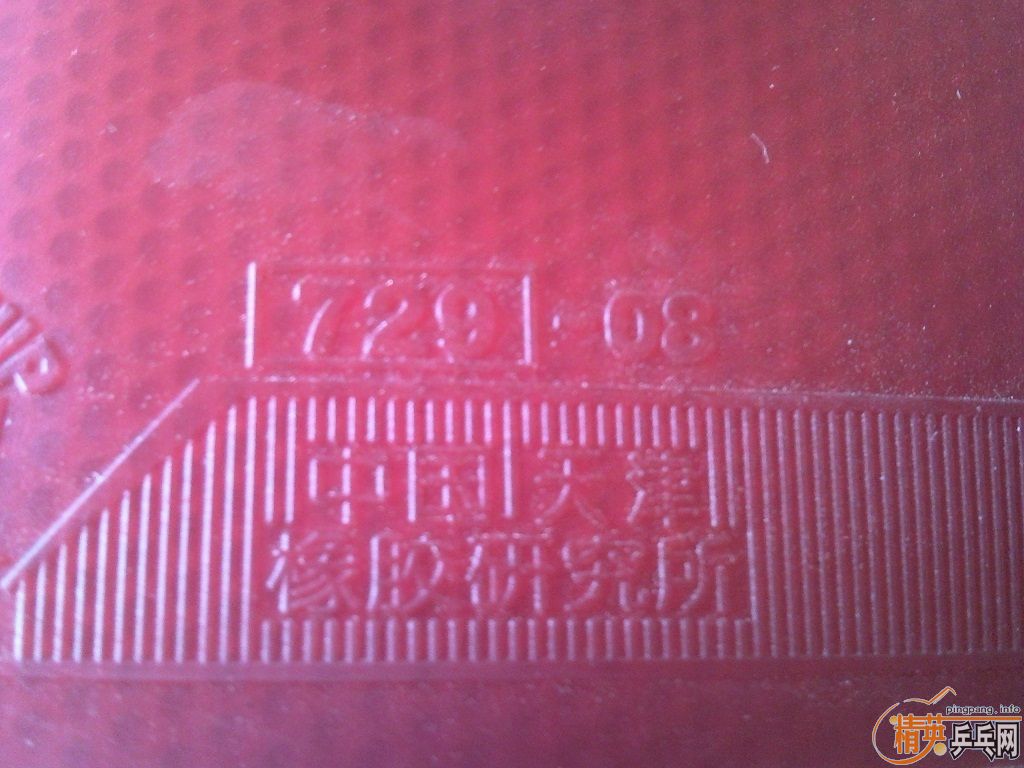 729 08
中国 天津
橡胶研究所
pingpang.info
精英乒乓网